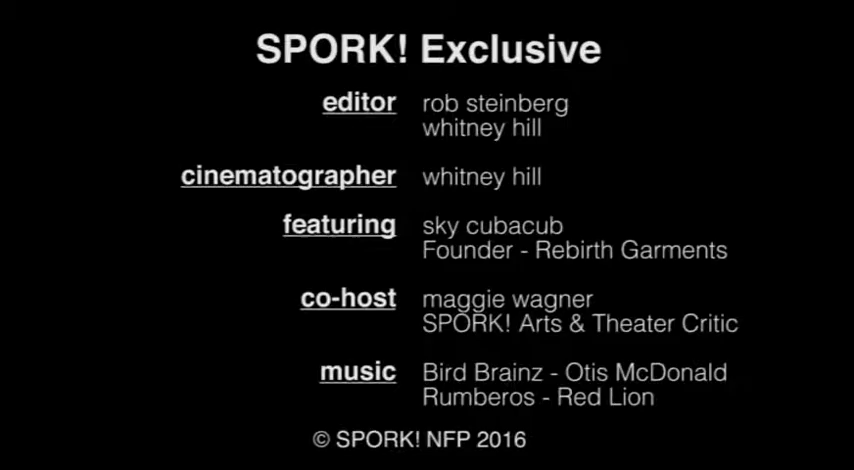 SPORK! Exclusive
editor rob steinberg
whitney hill
cinematographer whitney hill
featuring sky cubacub
Founder - Rebirth Garments
co-host maggie wagner
SPORK! Arts & Theater Critic
music Bird Brainz - Otis McDonald
Rumberos - Red Lion
© SPORK! NFP 2016